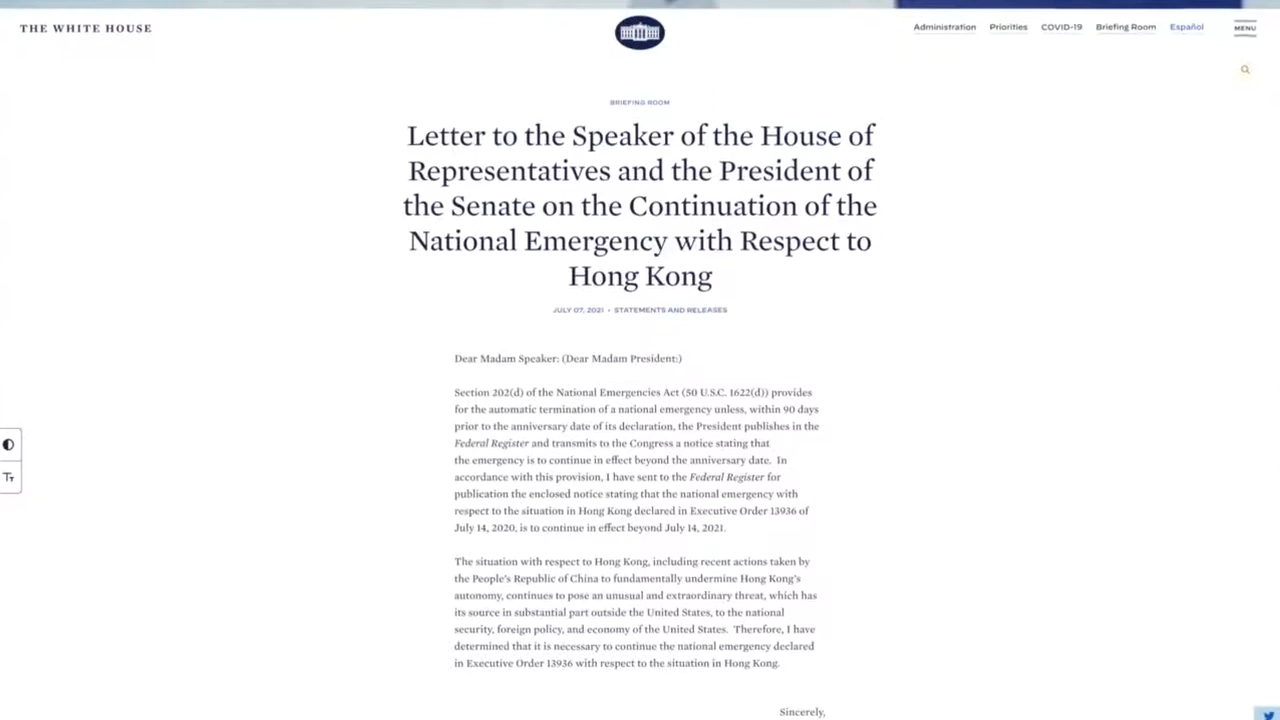 THE WHITE HOUSE
Administration Priorities COVID-19 Briefing Room Español MENU
BRIEFING ROOM
Letter to the Speaker of the House of
Representatives and the President of
the Senate on the Continuation of the
National Emergency with Respect to
Hong Kong
JULY 07, 2021 • STATEMENTS AND RELEASES
Dear Madam Speaker: (Dear Madam President:)
Section 202(d) of the National Emergencies Act (50 U.S.C. 1622(d)) provides
for the automatic termination of a national emergency unless, within 90 days
prior to the anniversary date of its declaration, the President publishes in the
Federal Register and transmits to the Congress a notice stating that
the emergency is to continue in effect beyond the anniversary date. In
accordance with this provision, I have sent to the Federal Register for
publication the enclosed notice stating that the national emergency with
respect to the situation in Hong Kong declared in Executive Order 13936 of
July 14, 2020, is to continue in effect beyond July 14, 2021.
The situation with respect to Hong Kong, including recent actions taken by
the People's Republic of China to fundamentally undermine Hong Kong's
autonomy, continues to pose an unusual and extraordinary threat, which has
its source in substantial part outside the United States, to the national
security, foreign policy, and economy of the United States. Therefore, I have
determined that it is necessary to continue the national emergency declared
in Executive Order 13936 with respect to the situation in Hong Kong.
Sincerely,
TT